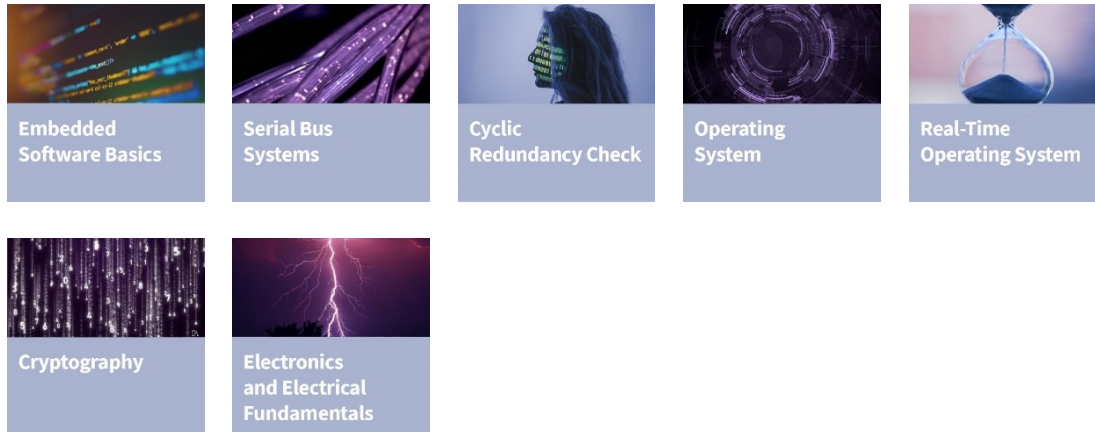 Embedded
Software Basics
Serial Bus
Systems
Cyclic
Redundancy Check
Operating
System
Real-Time
Operating System
Cryptography
Electronics
and Electrical
Fundamentals